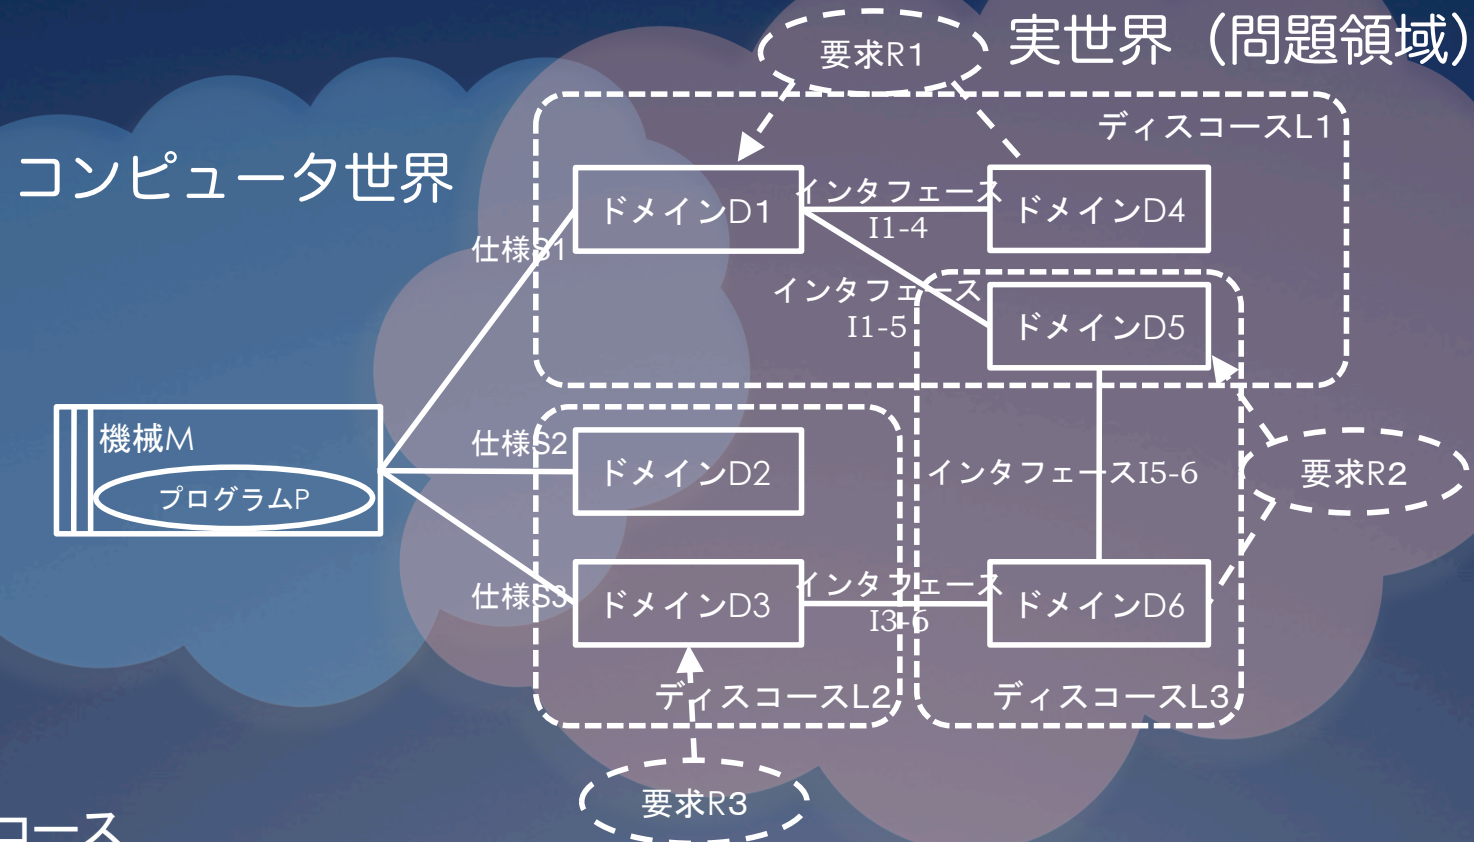 実世界（問題領域）
要求R1
ディスコースL1
コンピュータ世界
ドメインD1
インタフェース
I1-4
ドメインD4
仕様S1
インタフェース
I1-5
ドメインD5
機械M
プログラムP
仕様S2
ドメインD2
インタフェースI5-6
要求R2
仕様S3
ドメインD3
インタフェース
I3-6
ドメインD6
ディスコースL2
ディスコースL3
要求R3
コース